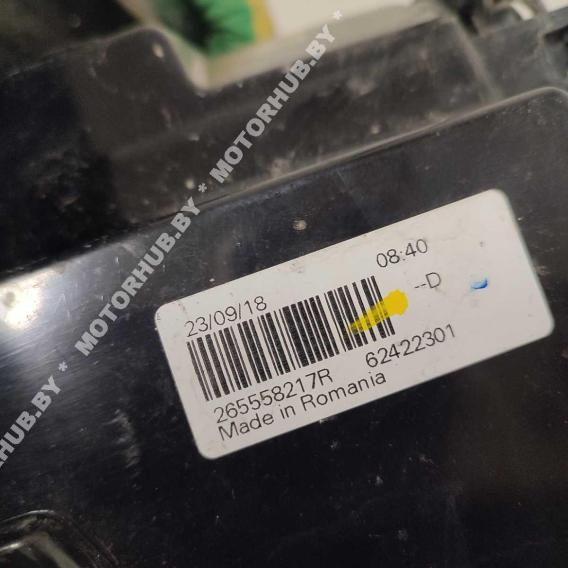 MOTORHUB.BY * MOTORHUB.BY * MOTORHUB.BY
23/09/18 08:40
--D
265558217R 62422301
Made in Romania